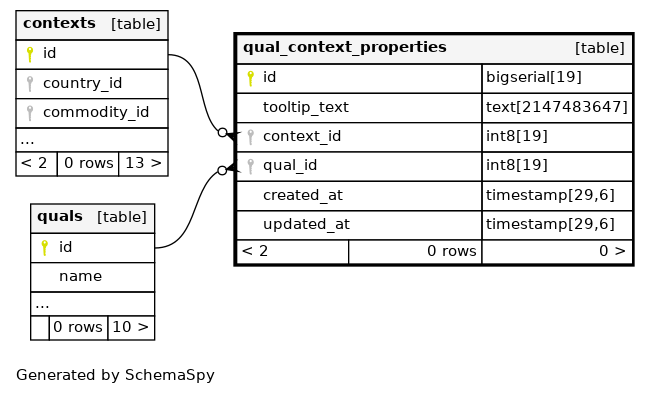 contexts [table]
id
country_id
commodity_id
...
< 2 0 rows 13 >
quals [table]
id
name
...
0 rows 10 >
qual_context_properties [table]
id bigserial[19]
tooltip_text text[2147483647]
context_id int8[19]
qual_id int8[19]
created_at timestamp[29,6]
updated_at timestamp[29,6]
< 2 0 rows 0 >
Generated by SchemaSpy